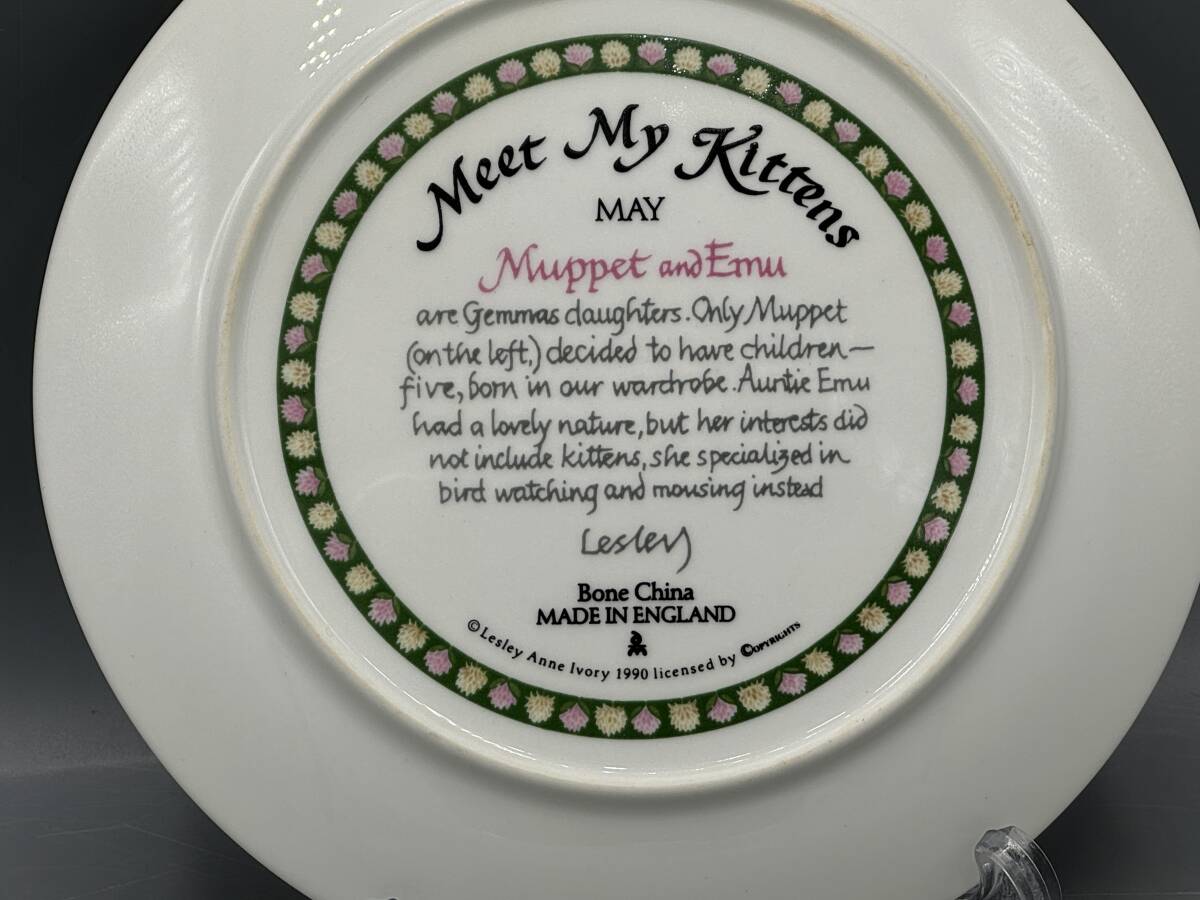 Meet My Kittens
MAY
Muppet and Emu
are Gemmas daughters. Only Muppet
(on the left,) decided to have children—
five, born in our wardrobe. Auntie Emu
had a lovely nature, but her interests did
not include kittens, she specialized in
bird watching and mousing instead
Lesley
Bone China
MADE IN ENGLAND
© Lesley Anne Ivory 1990 licensed by ©OPYRIGHTS